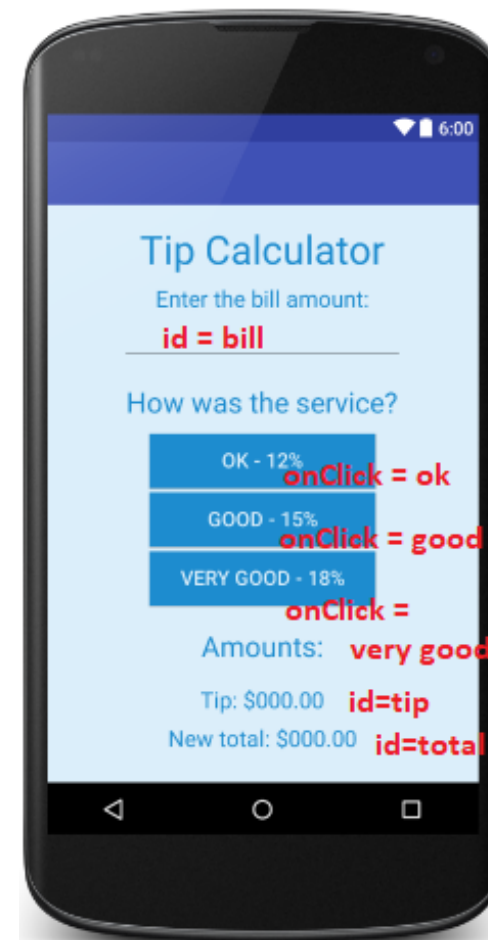 6:00
Tip Calculator
Enter the bill amount:
id = bill
How was the service?
OK - 12%
onClick = ok
GOOD - 15%
onClick = good
VERY GOOD - 18%
onClick =
very good
Amounts:
Tip: $000.00 id=tip
New total: $000.00 id=total